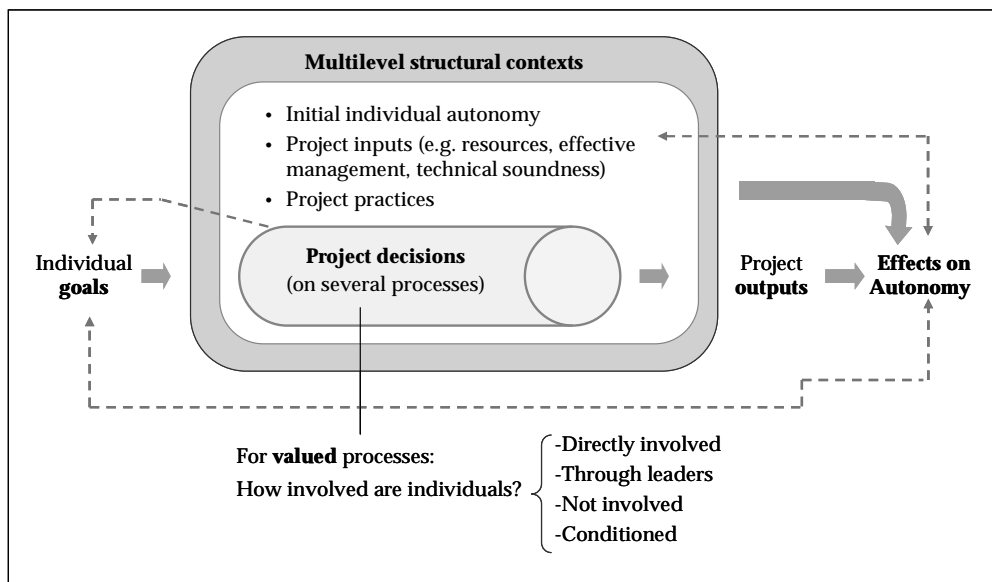 Multilevel structural contexts
• Initial individual autonomy
• Project inputs (e.g. resources, effective
management, technical soundness)
• Project practices
Individual
goals
Project decisions
(on several processes)
Project
outputs
Effects on
Autonomy
For valued processes:
How involved are individuals?
-Directly involved
-Through leaders
-Not involved
-Conditioned